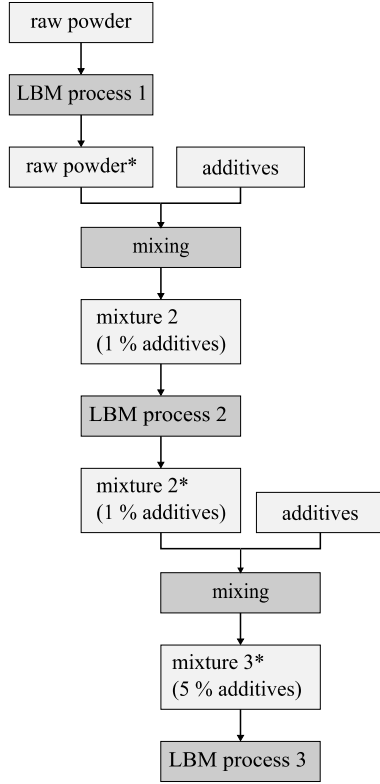 raw powder
LBM process 1
raw powder*
additives
mixing
mixture 2
(1 % additives)
LBM process 2
mixture 2*
(1 % additives)
additives
mixing
mixture 3*
(5 % additives)
LBM process 3